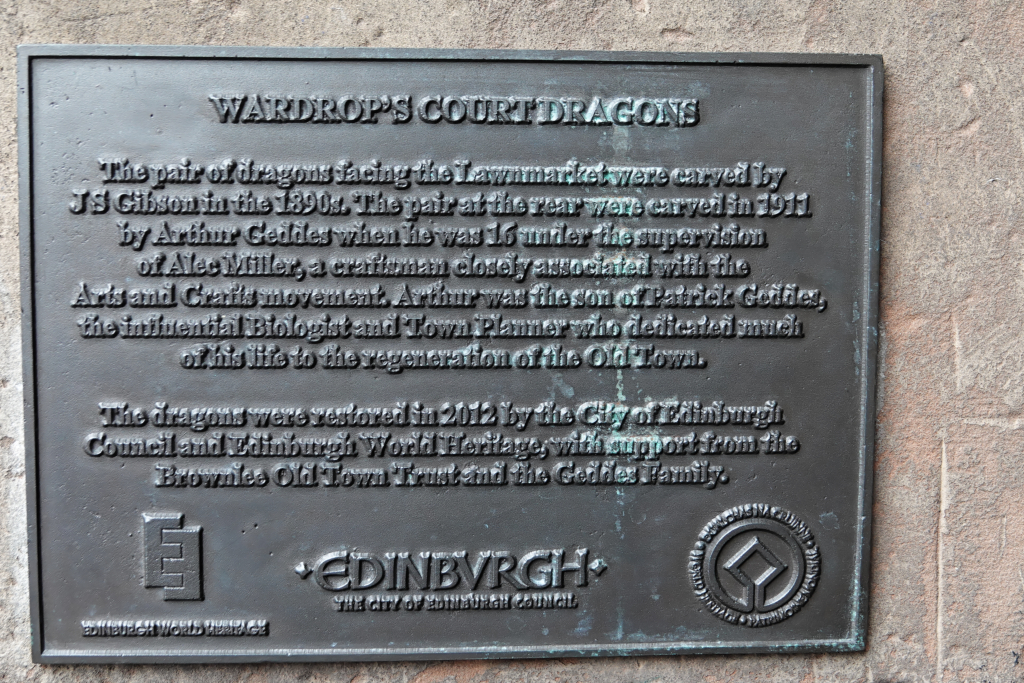 WARDROP'S COURT DRAGONS
The pair of dragons facing the Lawnmarket were carved by
J S Gibson in the 1890s. The pair at the rear were carved in 1911
by Arthur Geddes when he was 16 under the supervision
of Alec Miller, a craftsman closely associated with the
Arts and Crafts movement. Arthur was the son of Patrick Geddes,
the influential Biologist and Town Planner who dedicated much
of his life to the regeneration of the Old Town.
The dragons were restored in 2012 by the City of Edinburgh
Council and Edinburgh World Heritage, with support from the
Brownlee Old Town Trust and the Geddes Family.
EDINBURGH WORLD HERITAGE
EDINBVRGH
THE CITY OF EDINBURGH COUNCIL